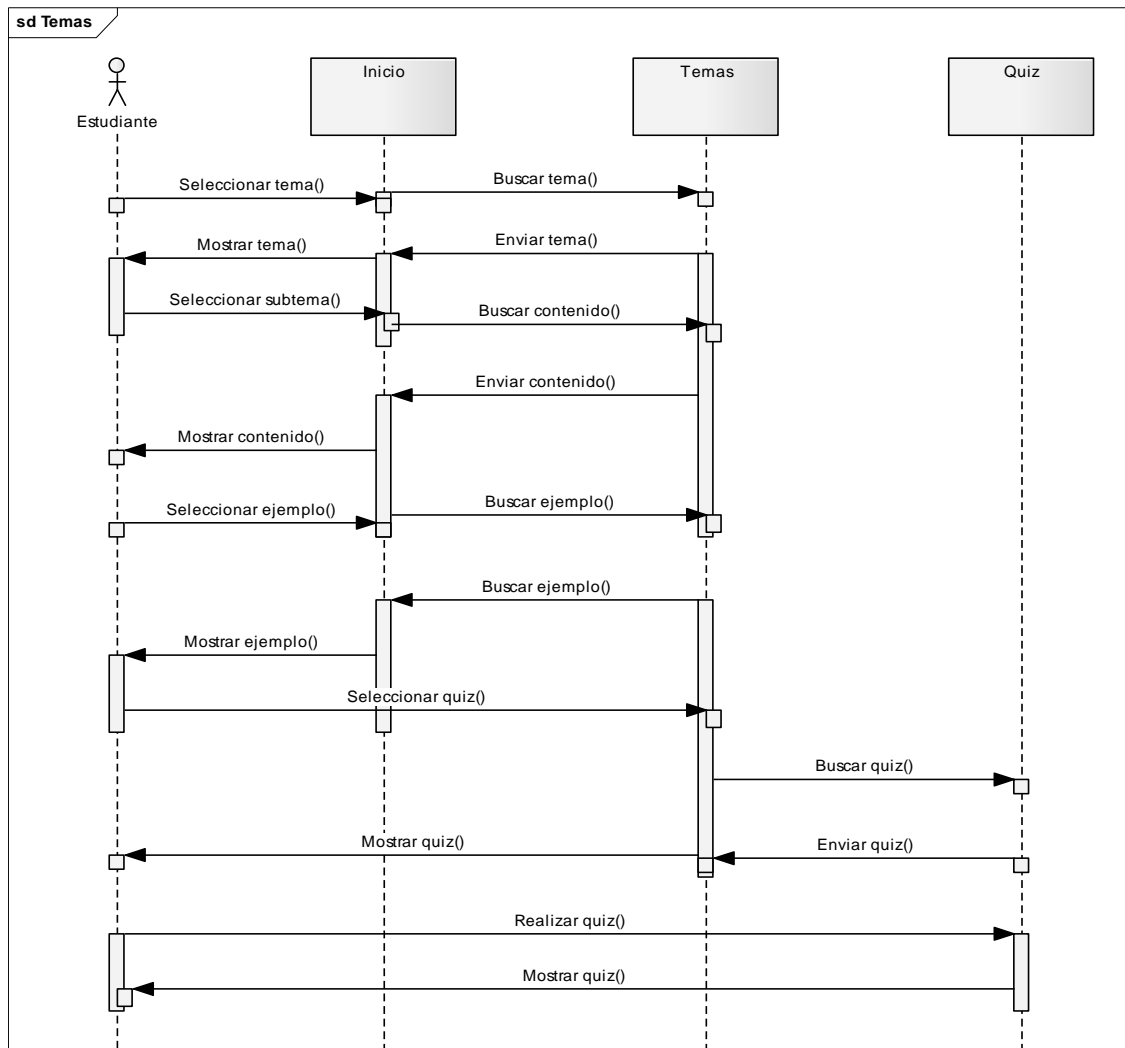 sd Temas
Estudiante
Inicio
Temas
Quiz
Seleccionar tema()
Buscar tema()
Mostrar tema()
Enviar tema()
Seleccionar subtema()
Buscar contenido()
Enviar contenido()
Mostrar contenido()
Seleccionar ejemplo()
Buscar ejemplo()
Buscar ejemplo()
Mostrar ejemplo()
Seleccionar quiz()
Buscar quiz()
Mostrar quiz()
Enviar quiz()
Realizar quiz()
Mostrar quiz()